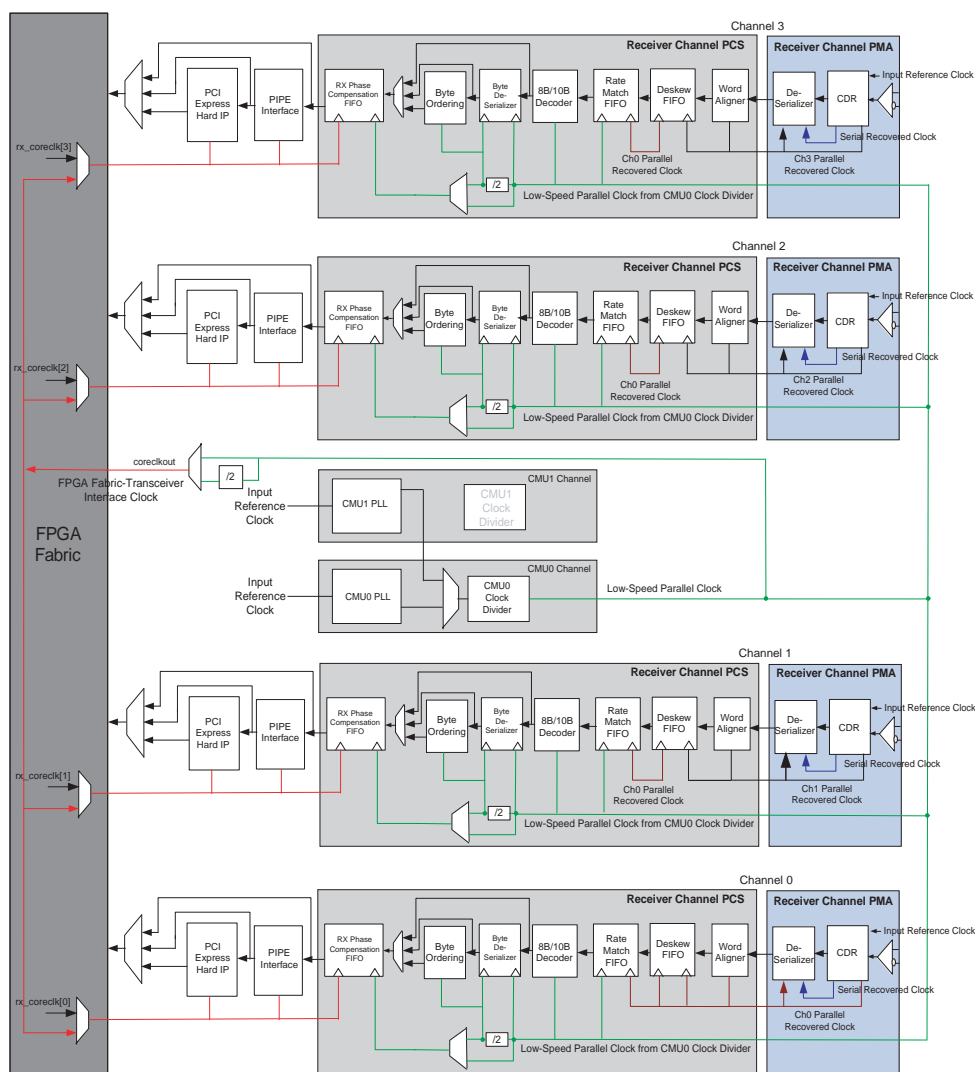 Channel 3
Receiver Channel PCS
Receiver Channel PMA
PCI
Express
Hard IP
PIPE
Interface
RX Phase
Compensation
FIFO
Byte
Ordering
Byte
De-
Serializer
8B/10B
Decoder
Rate
Match
FIFO
Deskew
FIFO
Word
Aligner
De-
Serializer
CDR
Input Reference Clock
Serial Recovered Clock
Ch3 Parallel
Recovered Clock
Ch0 Parallel
Recovered Clock
rx_coreclk[3]
/2
Low-Speed Parallel Clock from CMU0 Clock Divider
Channel 2
Receiver Channel PCS
Receiver Channel PMA
PCI
Express
Hard IP
PIPE
Interface
RX Phase
Compensation
FIFO
Byte
Ordering
Byte
De-
Serializer
8B/10B
Decoder
Rate
Match
FIFO
Deskew
FIFO
Word
Aligner
De-
Serializer
CDR
Input Reference Clock
Serial Recovered Clock
Ch2 Parallel
Recovered Clock
Ch0 Parallel
Recovered Clock
rx_coreclk[2]
/2
Low-Speed Parallel Clock from CMU0 Clock Divider
coreclkout
/2
FPGA Fabric-Transceiver
Interface Clock
FPGA
Fabric
Input
Reference
Clock
CMU1 PLL
CMU1 Channel
CMU1
Clock
Divider
Input
Reference
Clock
CMU0 PLL
CMU0 Channel
CMU0
Clock
Divider
Low-Speed Parallel Clock
Channel 1
Receiver Channel PCS
Receiver Channel PMA
PCI
Express
Hard IP
PIPE
Interface
RX Phase
Compensation
FIFO
Byte
Ordering
Byte
De-
Serializer
8B/10B
Decoder
Rate
Match
FIFO
Deskew
FIFO
Word
Aligner
De-
Serializer
CDR
Input Reference Clock
Serial Recovered Clock
Ch1 Parallel
Recovered Clock
Ch0 Parallel
Recovered Clock
rx_coreclk[1]
/2
Low-Speed Parallel Clock from CMU0 Clock Divider
Channel 0
Receiver Channel PCS
Receiver Channel PMA
PCI
Express
Hard IP
PIPE
Interface
RX Phase
Compensation
FIFO
Byte
Ordering
Byte
De-
Serializer
8B/10B
Decoder
Rate
Match
FIFO
Deskew
FIFO
Word
Aligner
De-
Serializer
CDR
Input Reference Clock
Serial Recovered Clock
Ch0 Parallel
Recovered Clock
rx_coreclk[0]
/2
Low-Speed Parallel Clock from CMU0 Clock Divider